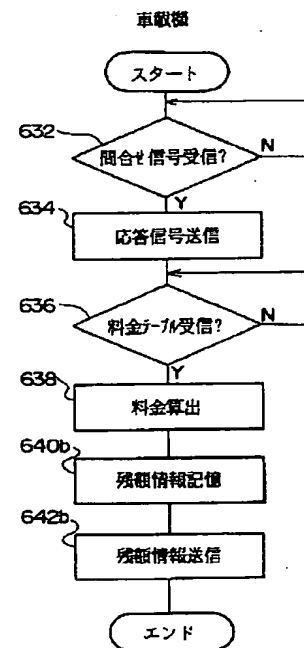 車載機
スタート
632
問合せ信号受信?
N
Y
634
応答信号送信
636
料金テーブル受信?
N
Y
638
料金算出
640b
残額情報記憶
642b
残額情報送信
エンド